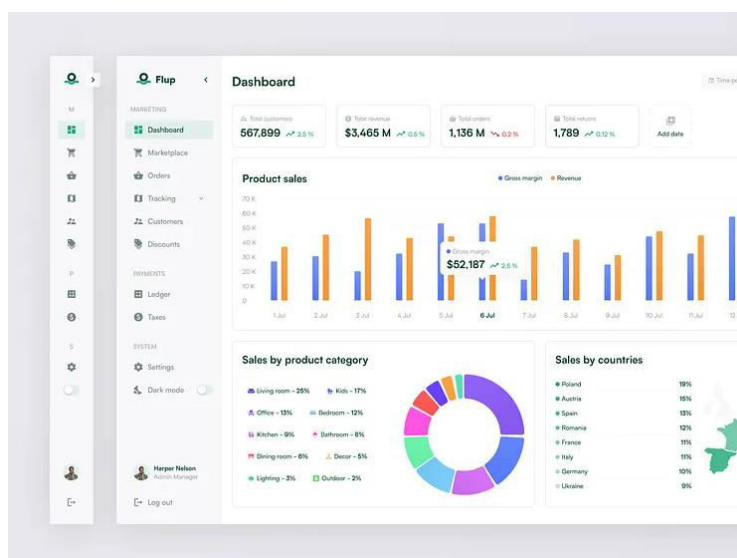 Flup
M
MARKETING
Dashboard
Marketplace
Orders
Tracking
Customers
Discounts
P
PAYMENTS
Ledger
Taxes
S
SYSTEM
Settings
Dark mode
Harper Nelson
Admin Manager
Log out
Dashboard
Time pe
Total customers
567,899 2.5 %
Total revenue
$3,465 M 0.5 %
Total orders
1,136 M 0.2 %
Total returns
1,789 0.12 %
Add data
Product sales
Gross margin Revenue
70 K
60 K
50 K
40 K
30 K
20 K
10 K
0
Gross margin
$52,187 2.5 %
1 Jul 2 Jul 3 Jul 4 Jul 5 Jul 6 Jul 7 Jul 8 Jul 9 Jul 10 Jul 11 Jul 12
Sales by product category
Living room – 25% Kids – 17%
Office – 13% Bedroom – 12%
Kitchen – 9% Bathroom – 8%
Dining room – 6% Decor – 5%
Lighting – 3% Outdoor – 2%
Sales by countries
Poland 19%
Austria 15%
Spain 13%
Romania 12%
France 11%
Italy 11%
Germany 10%
Ukraine 9%